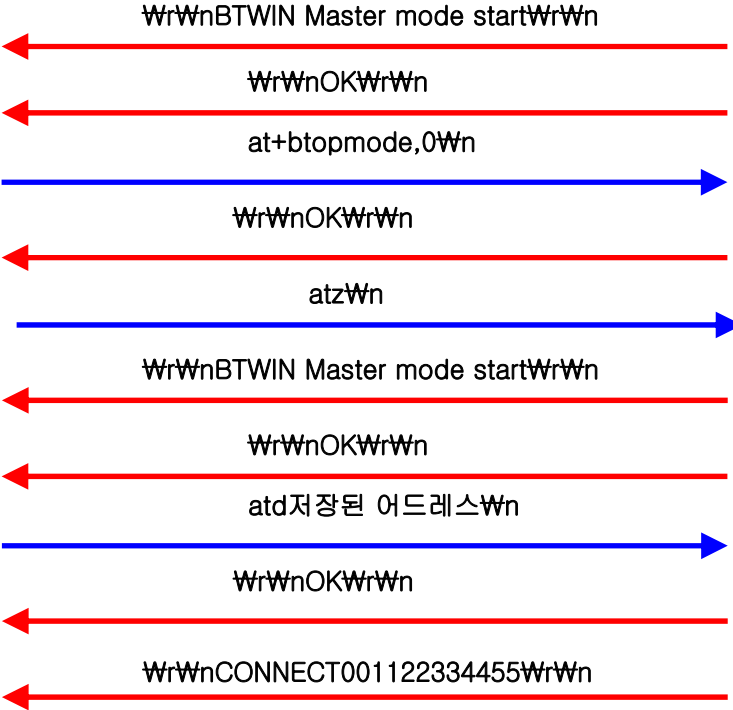 ₩r₩nBTWIN Master mode start₩r₩n
₩r₩nOK₩r₩n
at+btopmode,0₩n
₩r₩nOK₩r₩n
atz₩n
₩r₩nBTWIN Master mode start₩r₩n
₩r₩nOK₩r₩n
atd저장된 어드레스₩n
₩r₩nOK₩r₩n
₩r₩nCONNECT001122334455₩r₩n